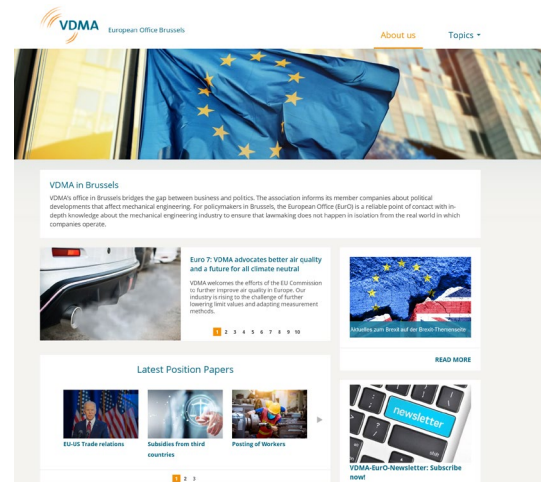 VDMA
European Office Brussels
About us
Topics
VDMA in Brussels
VDMA's office in Brussels bridges the gap between business and politics. The association informs its member companies about political
developments that affect mechanical engineering. For policymakers in Brussels, the European Office (EurO) is a reliable point of contact with in-
depth knowledge about the mechanical engineering industry to ensure that lawmaking does not happen in isolation from the real world in which
companies operate.
Euro 7: VDMA advocates better air quality
and a future for all climate neutral
VDMA welcomes the efforts of the EU Commission
to further improve air quality in Europe. Our
industry is rising to the challenge of further
lowering limit values and adapting measurement
methods.
1 2 3 4 5 6 7 8 9 10
Aktuelles zum Brexit auf der Brexit-Themenseite
READ MORE
Latest Position Papers
EU-US Trade relations
Subsidies from third
countries
Posting of Workers
1 2 3
newsletter
VDMA-EurO-Newsletter: Subscribe
now!